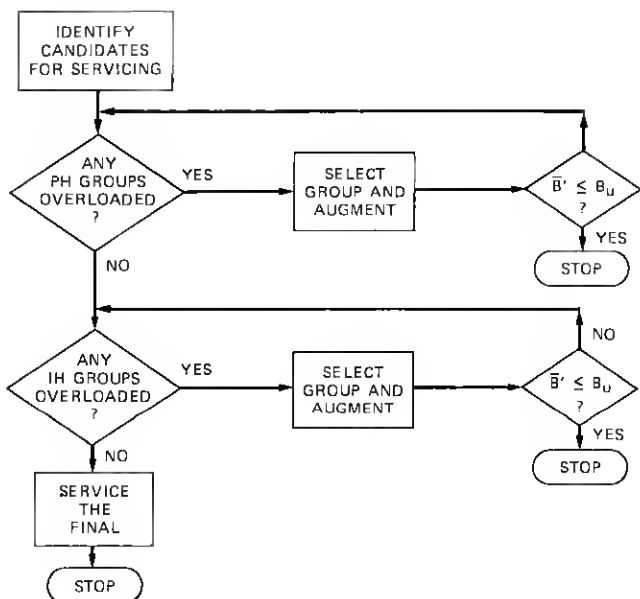 IDENTIFY
CANDIDATES
FOR SERVICING
ANY
PH GROUPS
OVERLOADED
?
YES
SELECT
GROUP AND
AUGMENT
B̅′ ≤ Bᵤ
?
YES
STOP
NO
ANY
IH GROUPS
OVERLOADED
?
YES
SELECT
GROUP AND
AUGMENT
NO
B̅′ ≤ Bᵤ
?
YES
STOP
NO
SERVICE
THE
FINAL
STOP